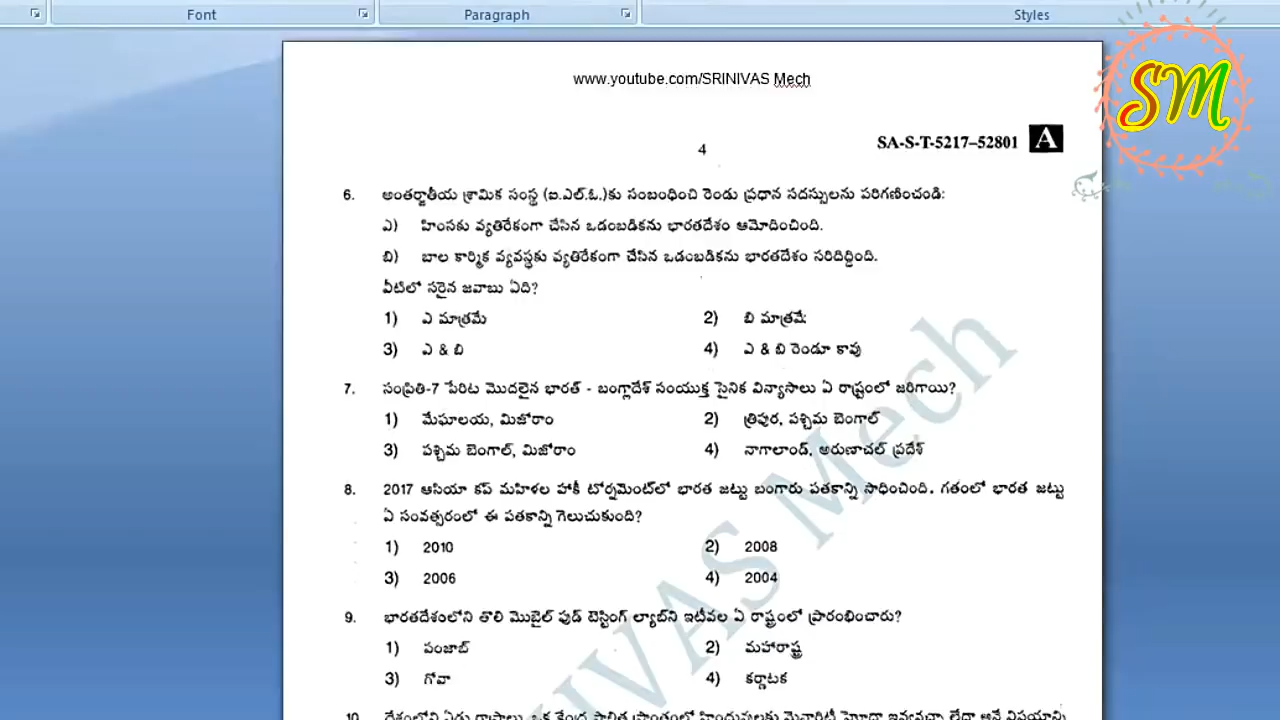 Font Paragraph Styles
SM
www.youtube.com/SRINIVAS Mech
4 SA-S-T-5217–52801 A
6. అంతర్జాతీయ శ్రామిక సంస్థ (ఐ.ఎల్.ఓ.)కు సంబంధించి రెండు ప్రధాన సదస్సులను పరిగణించండి:
ఎ) హింసకు వ్యతిరేకంగా చేసిన ఒడంబడికను భారతదేశం ఆమోదించింది.
బి) బాల కార్మిక వ్యవస్థకు వ్యతిరేకంగా చేసిన ఒడంబడికను భారతదేశం సరిదిద్దింది.
వీటిలో సరైన జవాబు ఏది?
1) ఎ మాత్రమే 2) బి మాత్రమే
3) ఎ & బి 4) ఎ & బి రెండూ కావు
7. సంప్రితి-7 పేరిట మొదలైన భారత్ - బంగ్లాదేశ్ సంయుక్త సైనిక విన్యాసాలు ఏ రాష్ట్రంలో జరిగాయి?
1) మేఘాలయ, మిజోరాం 2) త్రిపుర, పశ్చిమ బెంగాల్
3) పశ్చిమ బెంగాల్, మిజోరాం 4) నాగాలాండ్, అరుణాచల్ ప్రదేశ్
8. 2017 ఆసియా కప్ మహిళల హాకీ టోర్నమెంట్‌లో భారత జట్టు బంగారు పతకాన్ని సాధించింది. గతంలో భారత జట్టు
ఏ సంవత్సరంలో ఈ పతకాన్ని గెలుచుకుంది?
1) 2010 2) 2008
3) 2006 4) 2004
9. భారతదేశంలోని తొలి మొబైల్ ఫుడ్ టెస్టింగ్ ల్యాబ్‌ని ఇటీవల ఏ రాష్ట్రంలో ప్రారంభించారు?
1) పంజాబ్ 2) మహారాష్ట్ర
3) గోవా 4) కర్ణాటక
10.